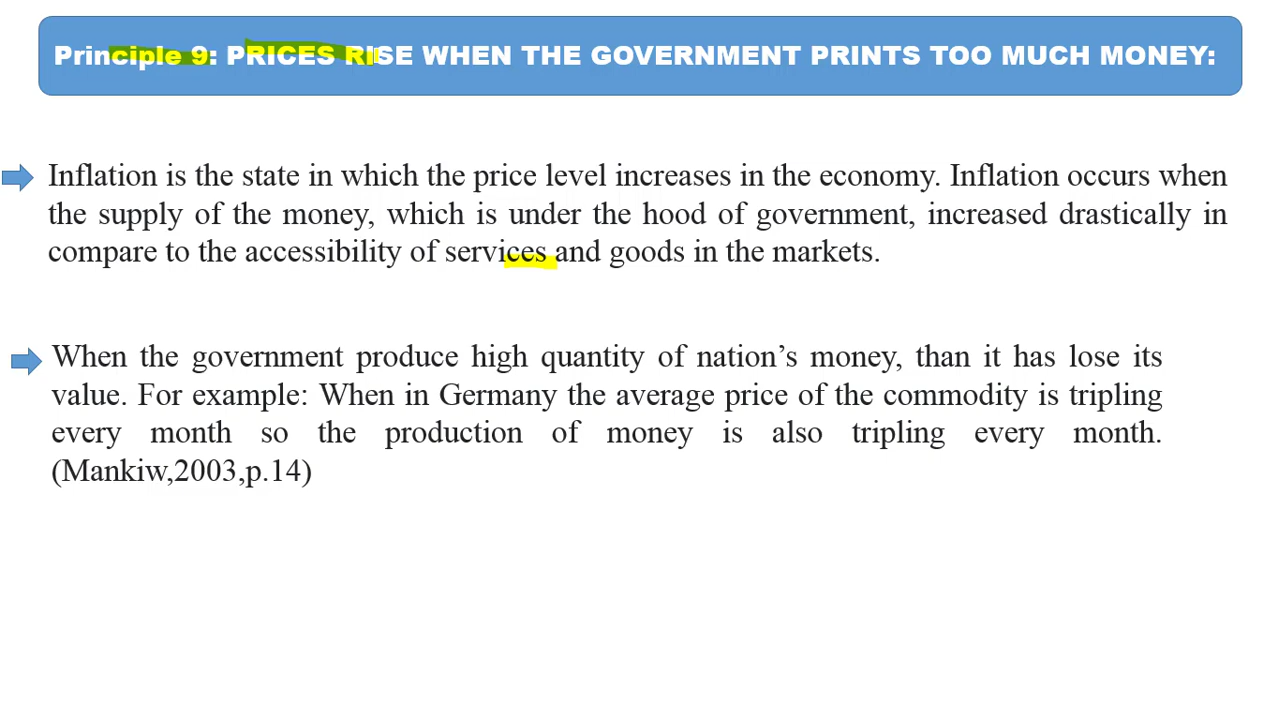 Principle 9: PRICES RISE WHEN THE GOVERNMENT PRINTS TOO MUCH MONEY:
Inflation is the state in which the price level increases in the economy. Inflation occurs when
the supply of the money, which is under the hood of government, increased drastically in
compare to the accessibility of services and goods in the markets.
When the government produce high quantity of nation’s money, than it has lose its
value. For example: When in Germany the average price of the commodity is tripling
every month so the production of money is also tripling every month.
(Mankiw,2003,p.14)